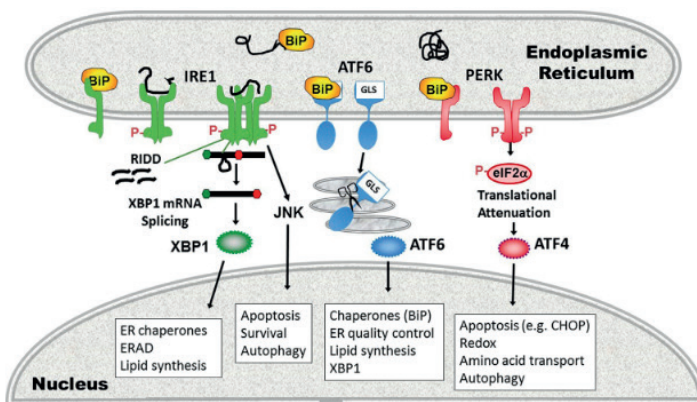 BiP
Endoplasmic
Reticulum
BiP
IRE1
ATF6
BiP
GLS
PERK
BiP
P
P
P
P
P
P
RIDD
XBP1 mRNA
Splicing
XBP1
JNK
GLS
ATF6
P
eIF2α
Translational
Attenuation
ATF4
ER chaperones
ERAD
Lipid synthesis
Apoptosis
Survival
Autophagy
Chaperones (BiP)
ER quality control
Lipid synthesis
XBP1
Apoptosis (e.g. CHOP)
Redox
Amino acid transport
Autophagy
Nucleus